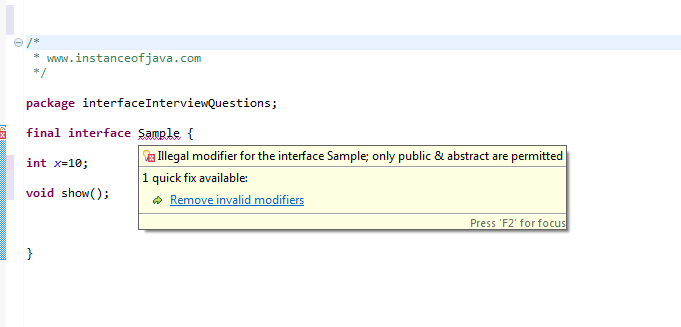 /*
* www.instanceofjava.com
*/
package interfaceInterviewQuestions;
final interface Sample {
Illegal modifier for the interface Sample; only public & abstract are permitted
int x=10;
1 quick fix available:
void show();
Remove invalid modifiers
Press 'F2' for focus
}